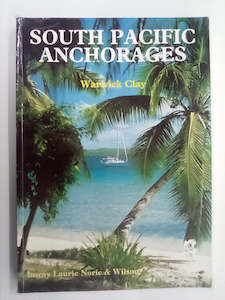 SOUTH PACIFIC
ANCHORAGES
Warwick Clay
Imray Laurie Norie & Wilson